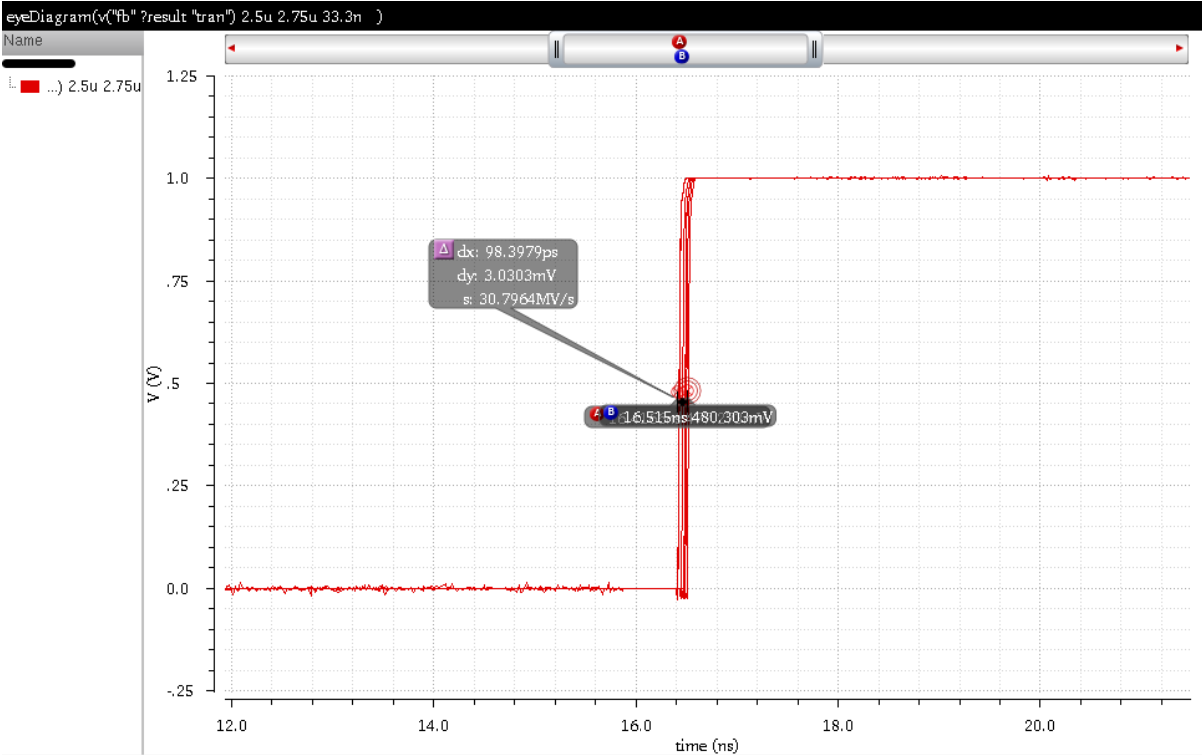 eyeDiagram(v("fb" ?result "tran") 2.5u 2.75u 33.3n )
Name
...) 2.5u 2.75u
A
B
1.25
1.0
.75
.5
.25
0.0
-.25
V (V)
Δ dx: 98.3979ps
dy: 3.0303mV
s: 30.7964MV/s
A B 16.515ns 480.303mV
12.0 14.0 16.0 18.0 20.0
time (ns)